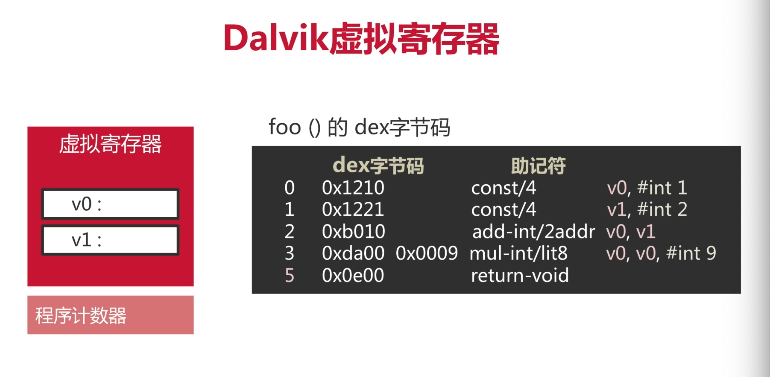 Dalvik虚拟寄存器
虚拟寄存器
v0 :
v1 :
程序计数器
foo () 的 dex字节码
dex字节码 助记符
0 0x1210 const/4 v0, #int 1
1 0x1221 const/4 v1, #int 2
2 0xb010 add-int/2addr v0, v1
3 0xda00 0x0009 mul-int/lit8 v0, v0, #int 9
5 0x0e00 return-void